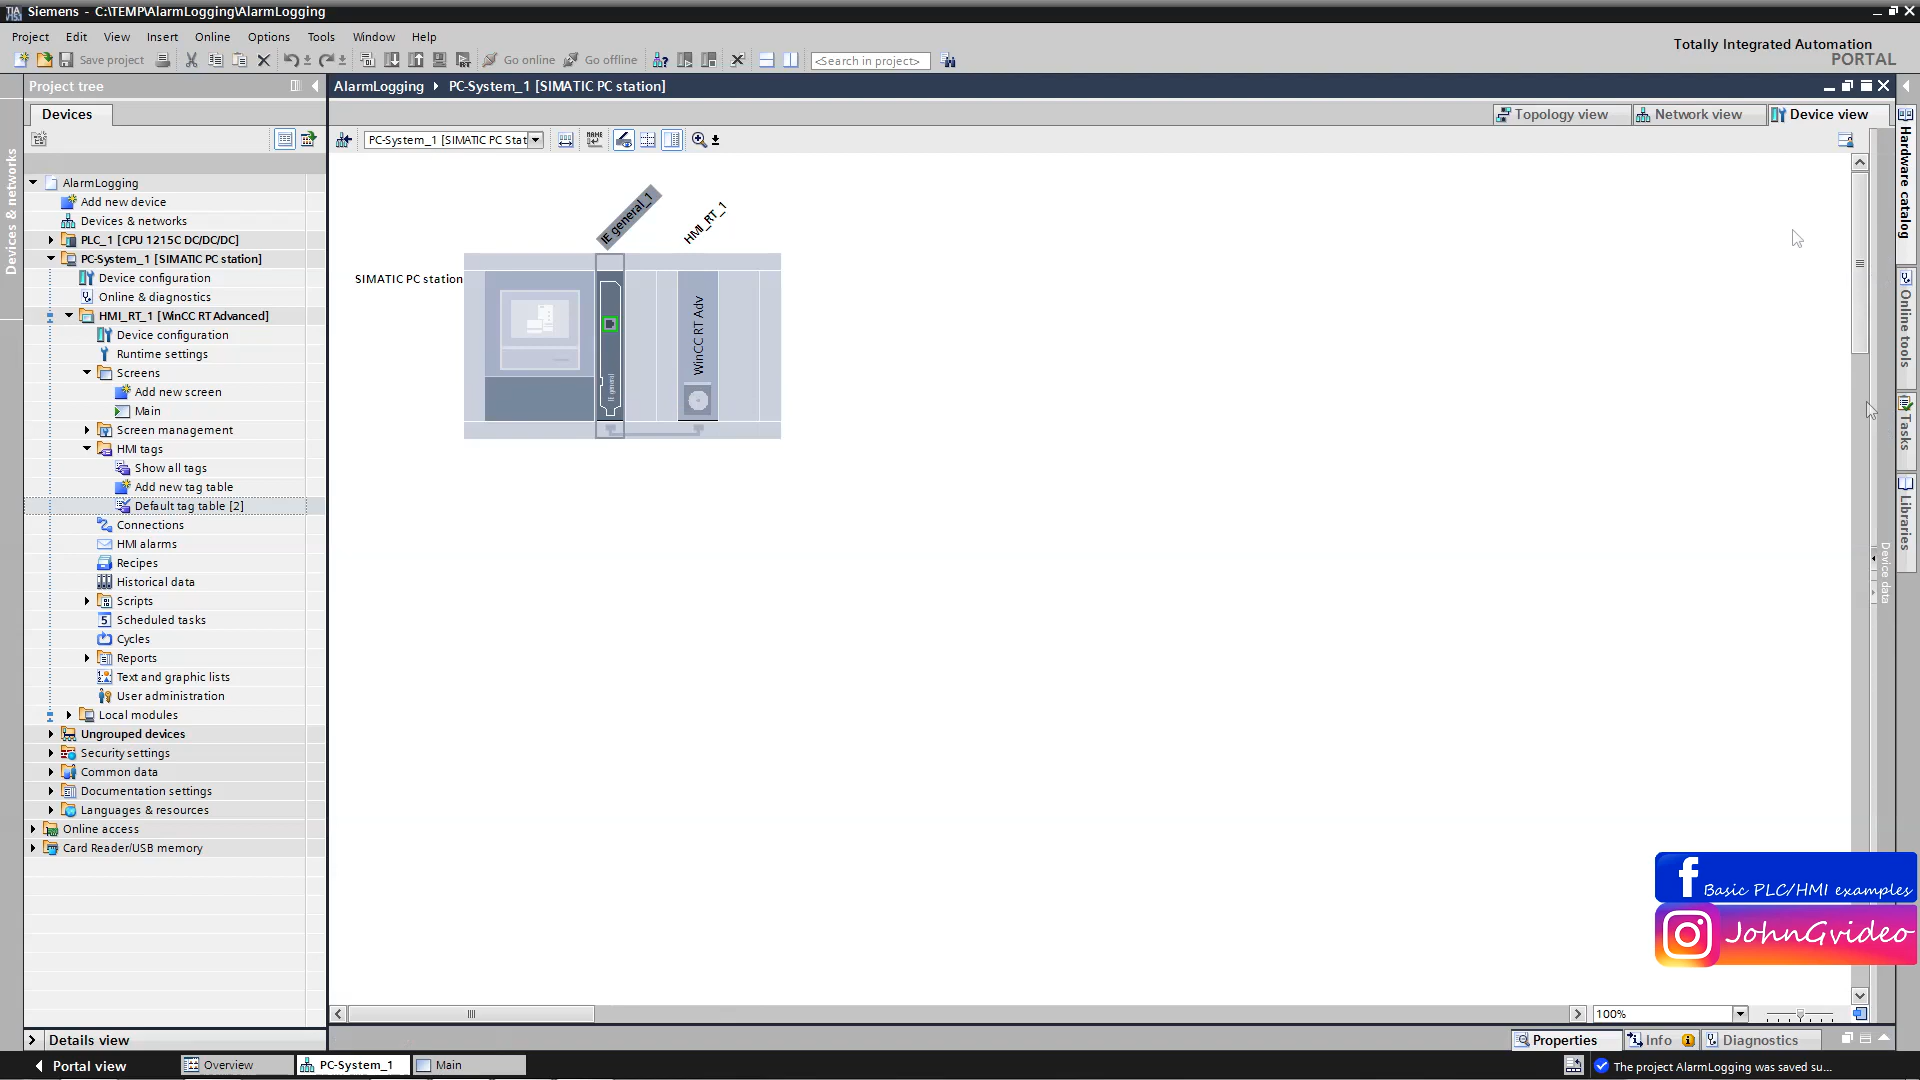 Siemens - C:\TEMP\AlarmLogging\AlarmLogging
Project Edit View Insert Online Options Tools Window Help
Totally Integrated Automation
PORTAL
Save project
Go online
Go offline
<Search in project>
Project tree
AlarmLogging PC-System_1 [SIMATIC PC station]
Devices
Topology view
Network view
Device view
PC-System_1 [SIMATIC PC Stat
Devices & networks
AlarmLogging
Add new device
Devices & networks
PLC_1 [CPU 1215C DC/DC/DC]
PC-System_1 [SIMATIC PC station]
Device configuration
Online & diagnostics
HMI_RT_1 [WinCC RT Advanced]
Device configuration
Runtime settings
Screens
Add new screen
Main
Screen management
HMI tags
Show all tags
Add new tag table
Default tag table [2]
Connections
HMI alarms
Recipes
Historical data
Scripts
Scheduled tasks
Cycles
Reports
Text and graphic lists
User administration
Local modules
Ungrouped devices
Security settings
Common data
Documentation settings
Languages & resources
Online access
Card Reader/USB memory
IE general_1
HMI_RT_1
SIMATIC PC station
IE general
WinCC RT Adv
Hardware catalog
Online tools
Tasks
Libraries
Device data
Basic PLC/HMI examples
JohnGvideo
100%
Details view
Properties
Info
Diagnostics
Portal view
Overview
PC-System_1
Main
The project AlarmLogging was saved su...